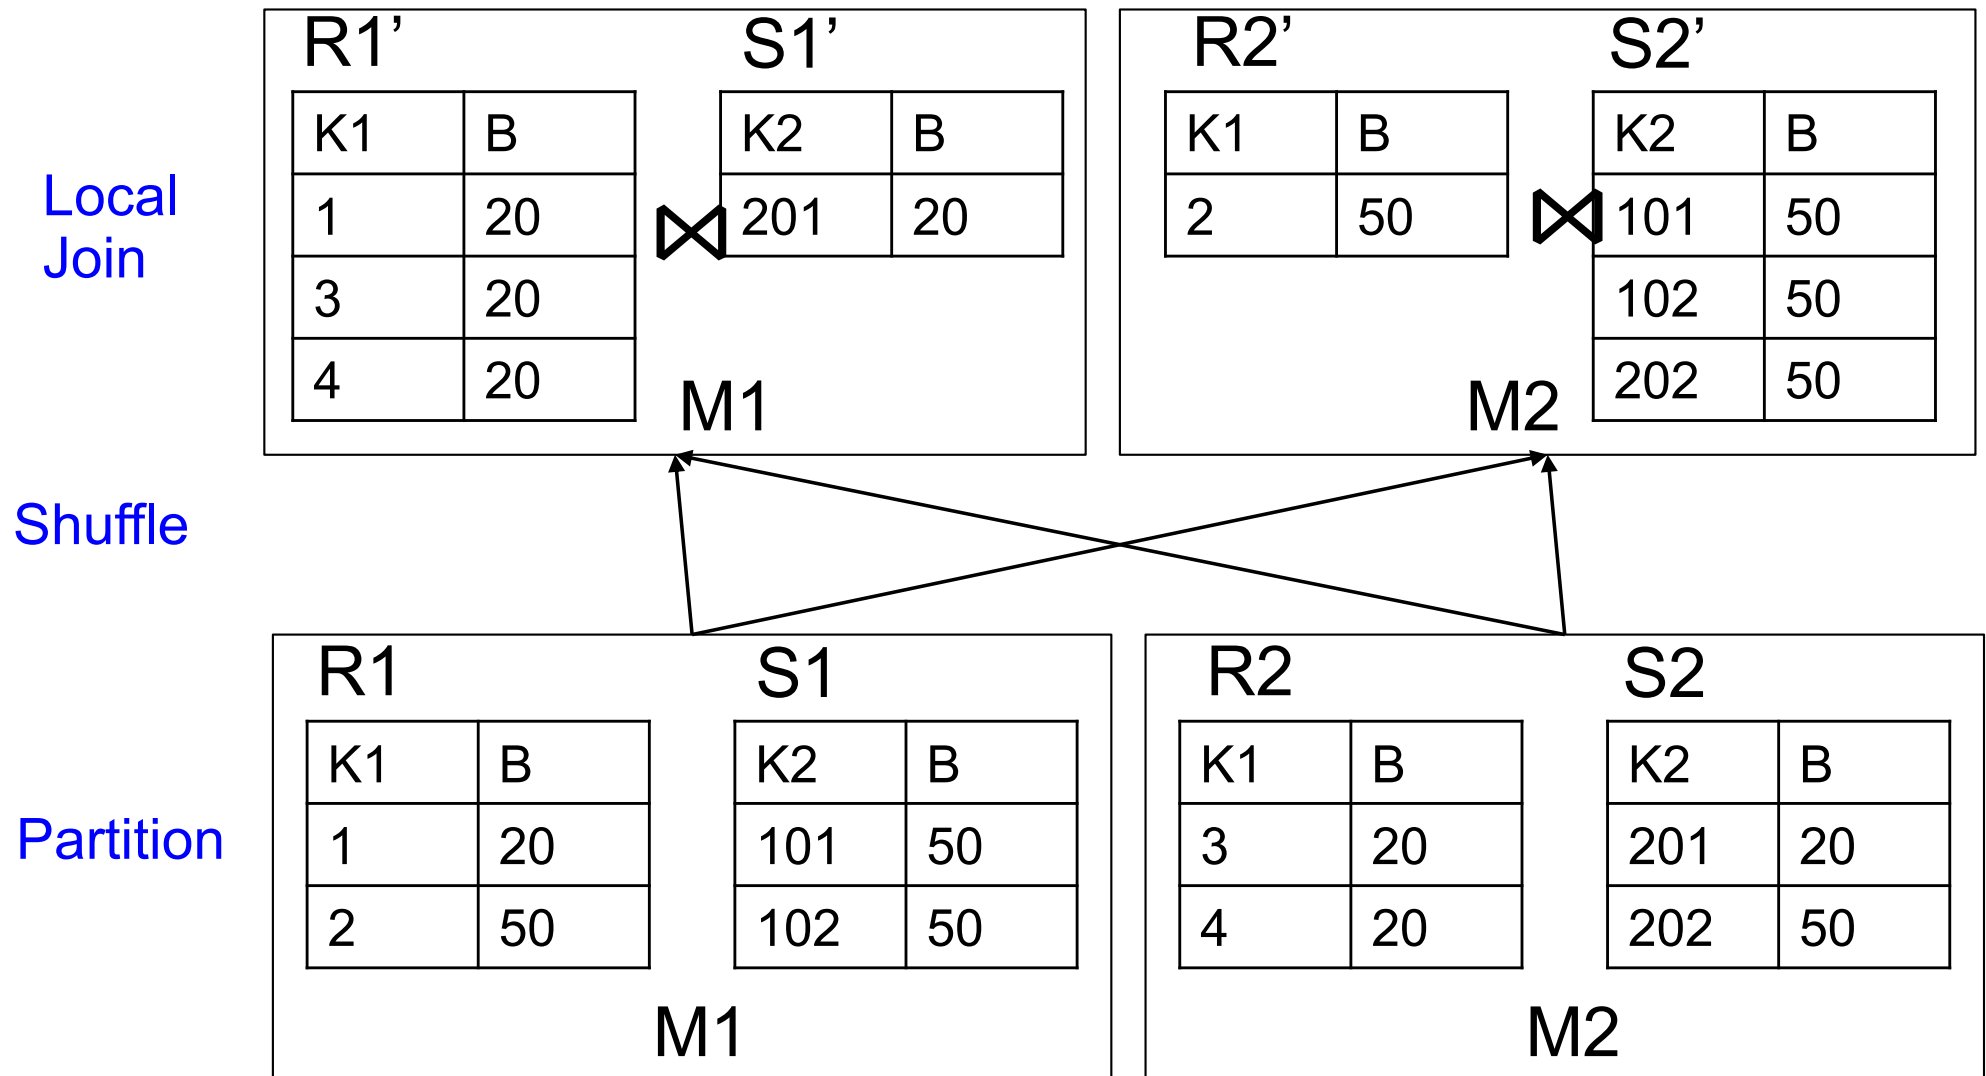 R1’ S1’ R2’ S2’
K1 B K2 B K1 B K2 B
Local
Join
1 20 ⋈ 201 20 2 50 ⋈ 101 50
3 20 102 50
4 20 202 50
M1 M2
Shuffle
R1 S1 R2 S2
K1 B K2 B K1 B K2 B
Partition
1 20 101 50 3 20 201 20
2 50 102 50 4 20 202 50
M1 M2